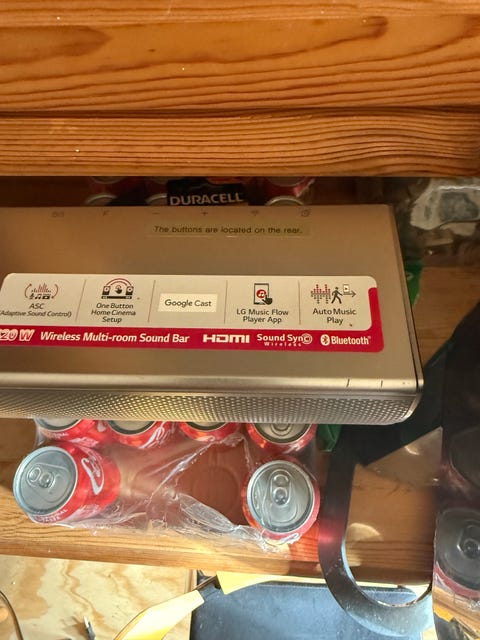 DURACELL
The buttons are located on the rear.
ASC
(Adaptive Sound Control)
One Button
Home Cinema
Setup
Google Cast
LG Music Flow
Player App
Auto Music
Play
20 W Wireless Multi-room Sound Bar HDMI Sound Sync Wireless Bluetooth®